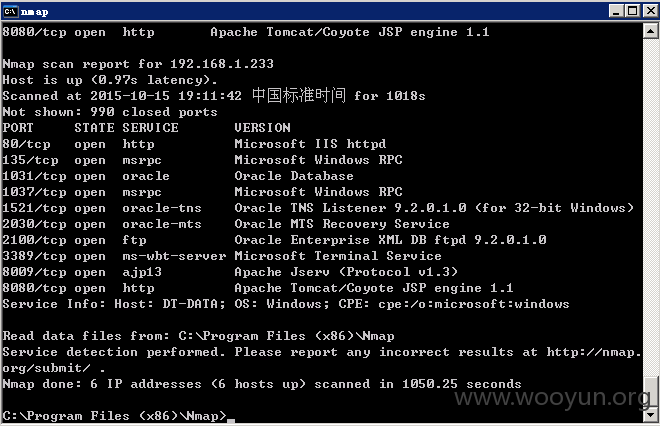 nmap
8080/tcp open  http       Apache Tomcat/Coyote JSP engine 1.1
Nmap scan report for 192.168.1.233
Host is up (0.97s latency).
Scanned at 2015-10-15 19:11:42 中国标准时间 for 1018s
Not shown: 990 closed ports
PORT     STATE SERVICE       VERSION
80/tcp   open  http          Microsoft IIS httpd
135/tcp  open  msrpc         Microsoft Windows RPC
1031/tcp open  oracle        Oracle Database
1037/tcp open  msrpc         Microsoft Windows RPC
1521/tcp open  oracle-tns    Oracle TNS Listener 9.2.0.1.0 (for 32-bit Windows)
2030/tcp open  oracle-mts    Oracle MTS Recovery Service
2100/tcp open  ftp           Oracle Enterprise XML DB ftpd 9.2.0.1.0
3389/tcp open  ms-wbt-server Microsoft Terminal Service
8009/tcp open  ajp13         Apache Jserv (Protocol v1.3)
8080/tcp open  http          Apache Tomcat/Coyote JSP engine 1.1
Service Info: Host: DT-DATA; OS: Windows; CPE: cpe:/o:microsoft:windows
Read data files from: C:\Program Files (x86)\Nmap
Service detection performed. Please report any incorrect results at http://nmap.
org/submit/ .
Nmap done: 6 IP addresses (6 hosts up) scanned in 1050.25 seconds
www.wooyun.org
C:\Program Files (x86)\Nmap>